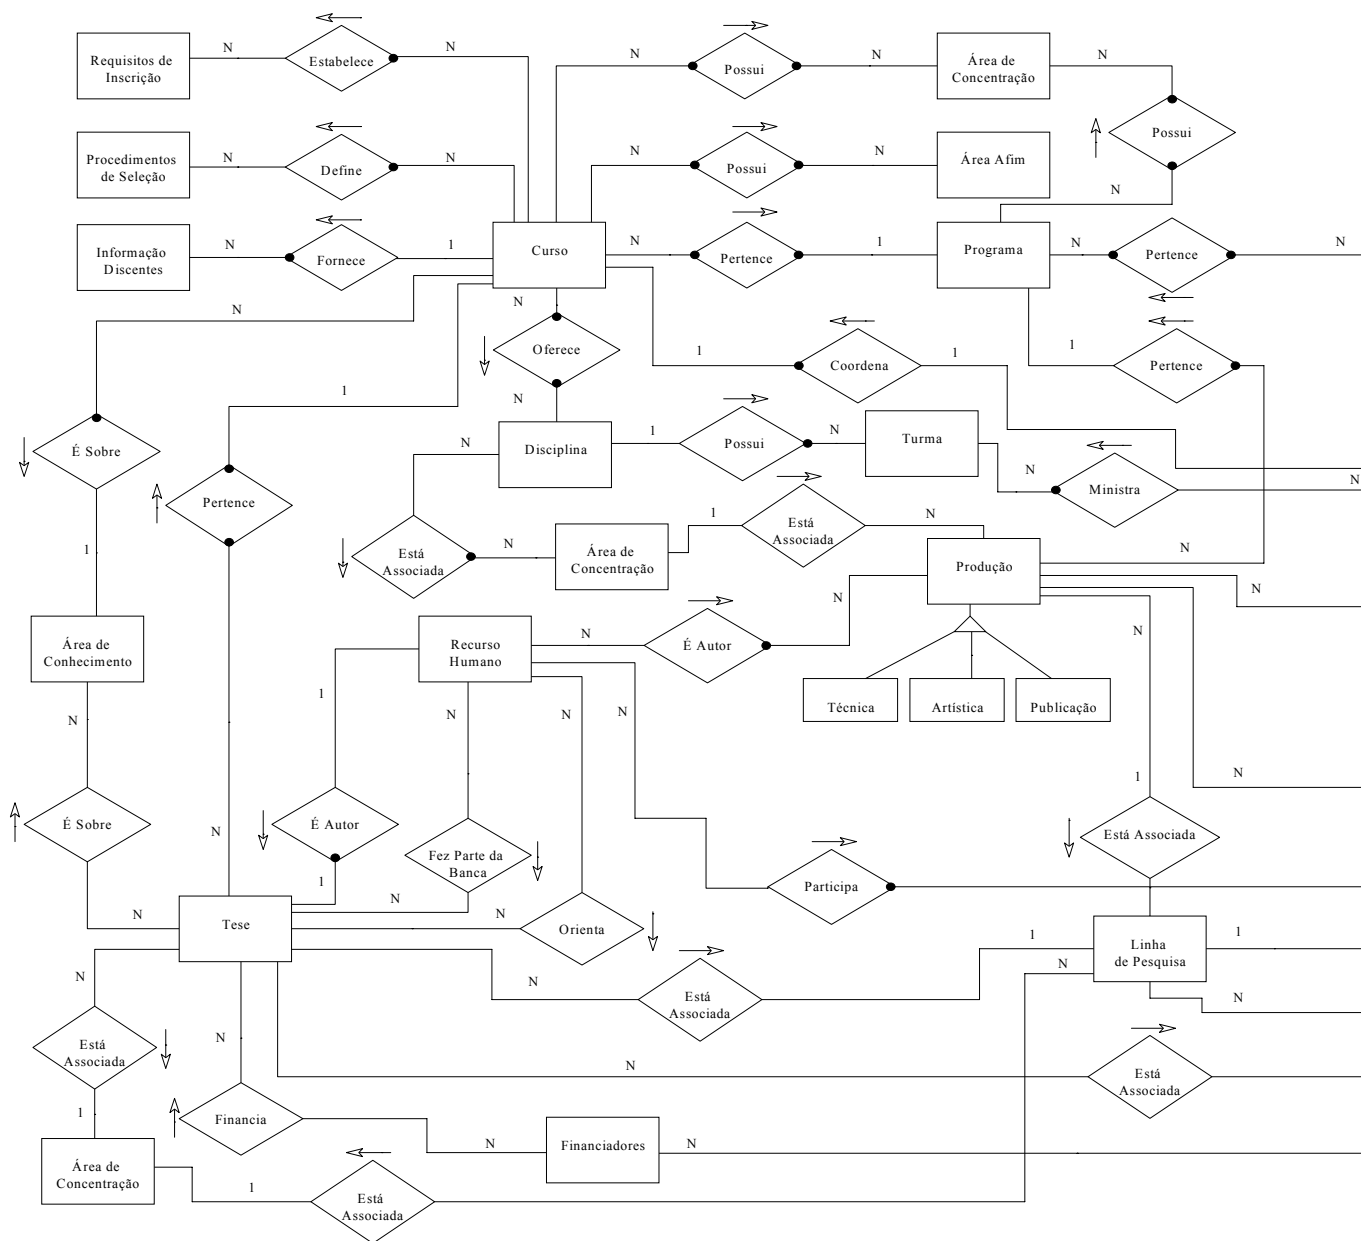 Requisitos de
Inscrição
N
Estabelece
N
N
Possui
N
Área de
Concentração
N
Possui
N
Procedimentos
de Seleção
N
Define
N
N
Possui
N
Área Afim
Informação
Discentes
N
Fornece
1
Curso
N
Pertence
1
Programa
N
Pertence
N
N
N
Oferece
N
1
Coordena
1
1
Pertence
1
É Sobre
N
Disciplina
1
Possui
N
Turma
N
Ministra
N
Pertence
N
Está
Associada
N
Área de
Concentração
1
Está
Associada
N
Produção
N
N
1
Área de
Conhecimento
Recurso
Humano
N
É Autor
N
N
Técnica
Artística
Publicação
N
N
1
N
N
N
N
1
É Sobre
É Autor
Fez Parte da
Banca
Está Associada
N
1
Participa
N
Tese
N
Orienta
1
Linha
de Pesquisa
1
N
N
Está
Associada
N
N
Está
Associada
N
N
Está
Associada
1
Financia
N
Financiadores
N
Área de
Concentração
1
Está
Associada